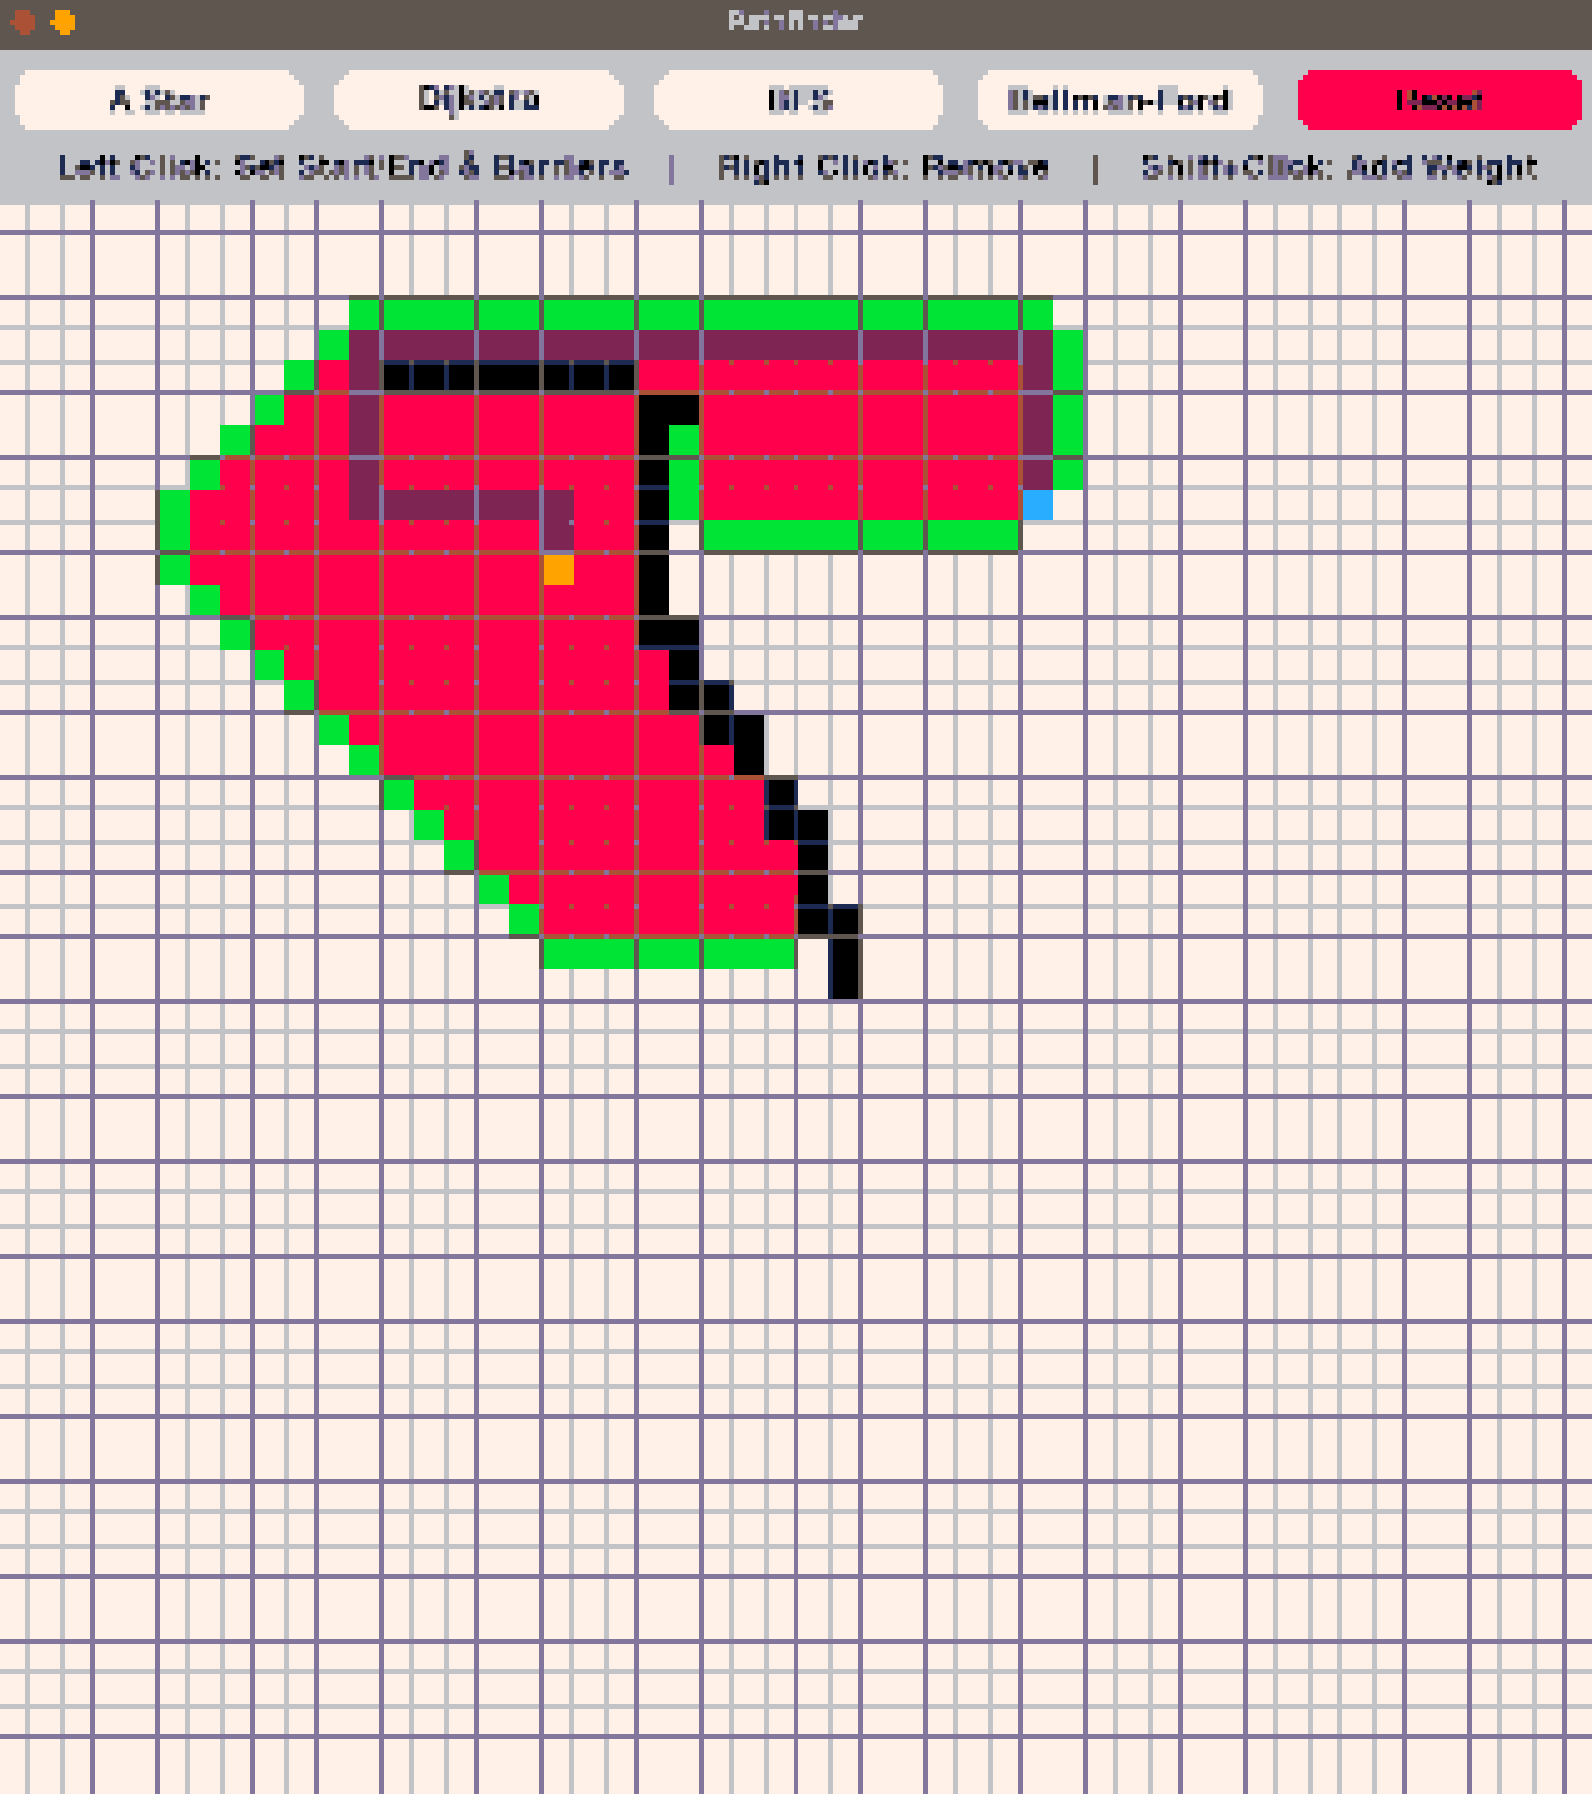 PathFinder
A Star Dijkstra BFS Bellman-Ford Reset
Left Click: Set Start/End & Barriers | Right Click: Remove | Shift+Click: Add Weight